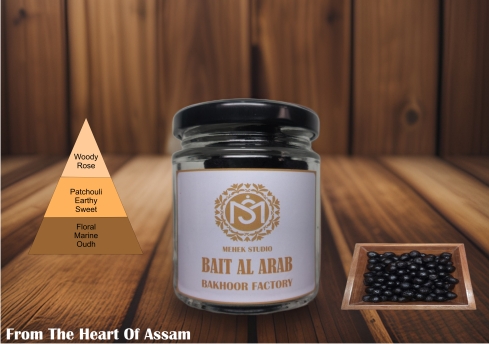 Woody
Rose
Patchouli
Earthy
Sweet
Floral
Marine
Oudh
MS
MEHEK STUDIO
BAIT AL ARAB
BAKHOOR FACTORY
From The Heart Of Assam